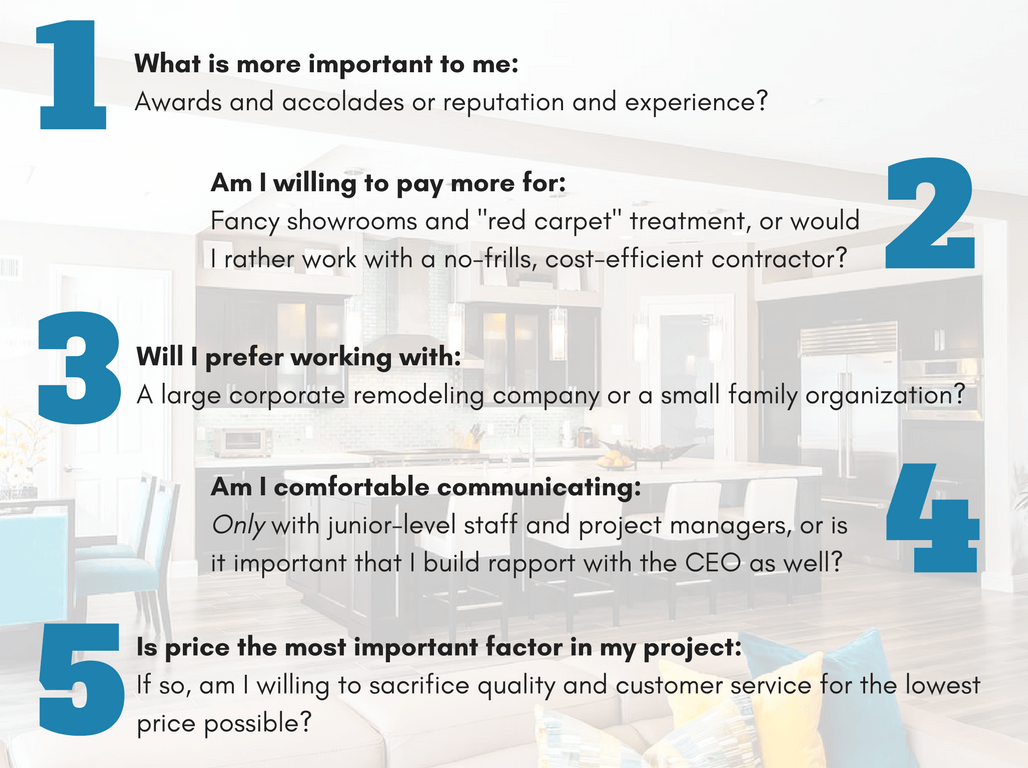 1
What is more important to me:
Awards and accolades or reputation and experience?
2
Am I willing to pay more for:
Fancy showrooms and "red carpet" treatment, or would
I rather work with a no-frills, cost-efficient contractor?
3
Will I prefer working with:
A large corporate remodeling company or a small family organization?
4
Am I comfortable communicating:
Only with junior-level staff and project managers, or is
it important that I build rapport with the CEO as well?
5
Is price the most important factor in my project:
If so, am I willing to sacrifice quality and customer service for the lowest
price possible?